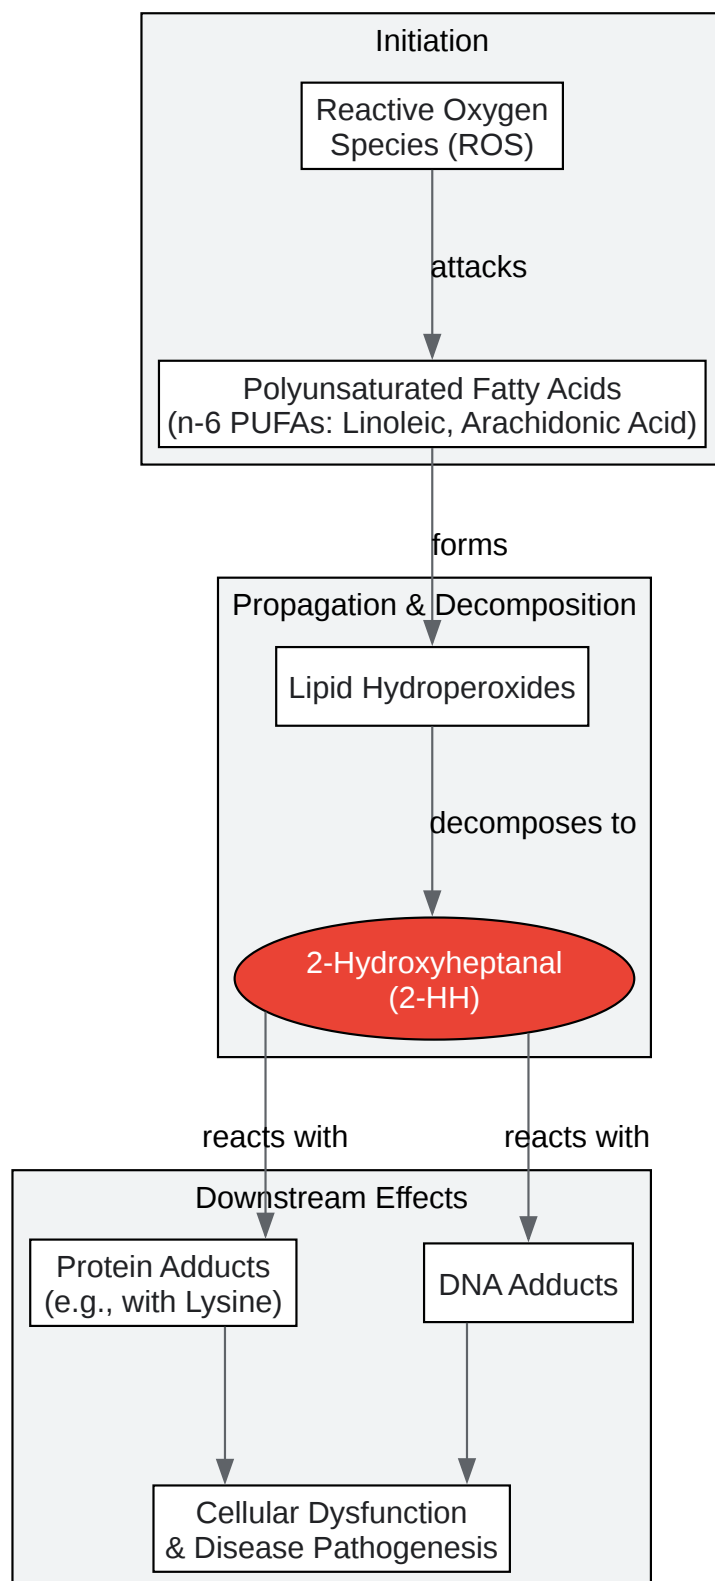 Initiation
Reactive Oxygen
Species (ROS)
attacks
Polyunsaturated Fatty Acids
(n-6 PUFAs: Linoleic, Arachidonic Acid)
forms
Propagation & Decomposition
Lipid Hydroperoxides
decomposes to
2-Hydroxyheptanal
(2-HH)
reacts with
reacts with
Downstream Effects
Protein Adducts
(e.g., with Lysine)
DNA Adducts
Cellular Dysfunction
& Disease Pathogenesis